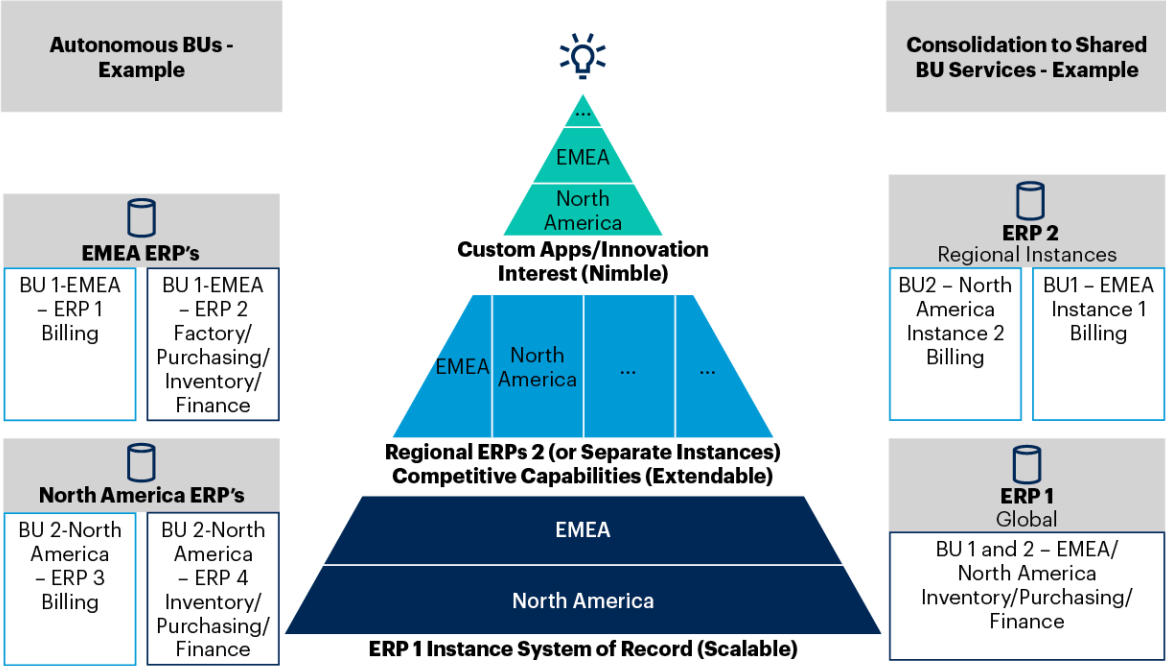 Autonomous BUs -
Example
EMEA ERP’s
BU 1-EMEA
– ERP 1
Billing
BU 1-EMEA
– ERP 2
Factory/
Purchasing/
Inventory/
Finance
North America ERP’s
BU 2-North
America
– ERP 3
Billing
BU 2-North
America
– ERP 4
Inventory/
Purchasing/
Finance
...
EMEA
North
America
Custom Apps/Innovation
Interest (Nimble)
EMEA
North
America
...
...
Regional ERPs 2 (or Separate Instances)
Competitive Capabilities (Extendable)
EMEA
North America
ERP 1 Instance System of Record (Scalable)
Consolidation to Shared
BU Services - Example
ERP 2
Regional Instances
BU2 – North
America
Instance 2
Billing
BU1 – EMEA
Instance 1
Billing
ERP 1
Global
BU 1 and 2 – EMEA/
North America
Inventory/Purchasing/
Finance